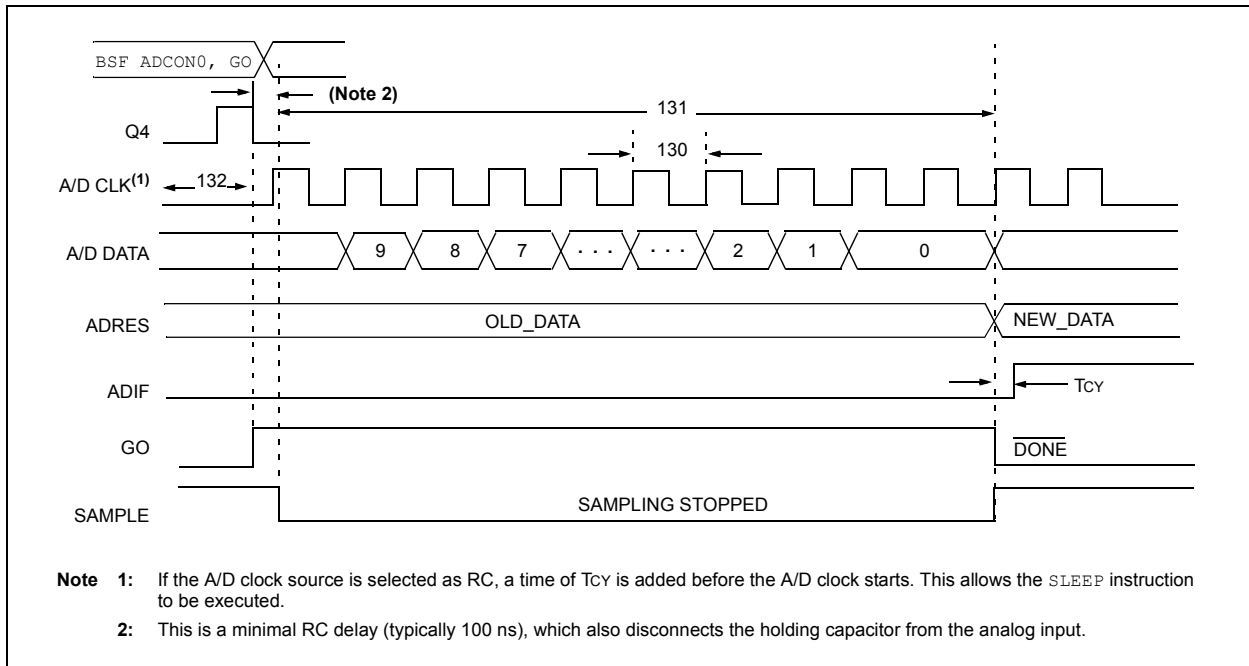 BSF ADCON0, GO
(Note 2)
131
Q4
130
A/D CLK(1)
132
A/D DATA
9 8 7 . . . . . . 2 1 0
ADRES
OLD_DATA
NEW_DATA
ADIF
TCY
GO
DONE
SAMPLE
SAMPLING STOPPED
Note 1: If the A/D clock source is selected as RC, a time of TCY is added before the A/D clock starts. This allows the SLEEP instruction
to be executed.
2: This is a minimal RC delay (typically 100 ns), which also disconnects the holding capacitor from the analog input.